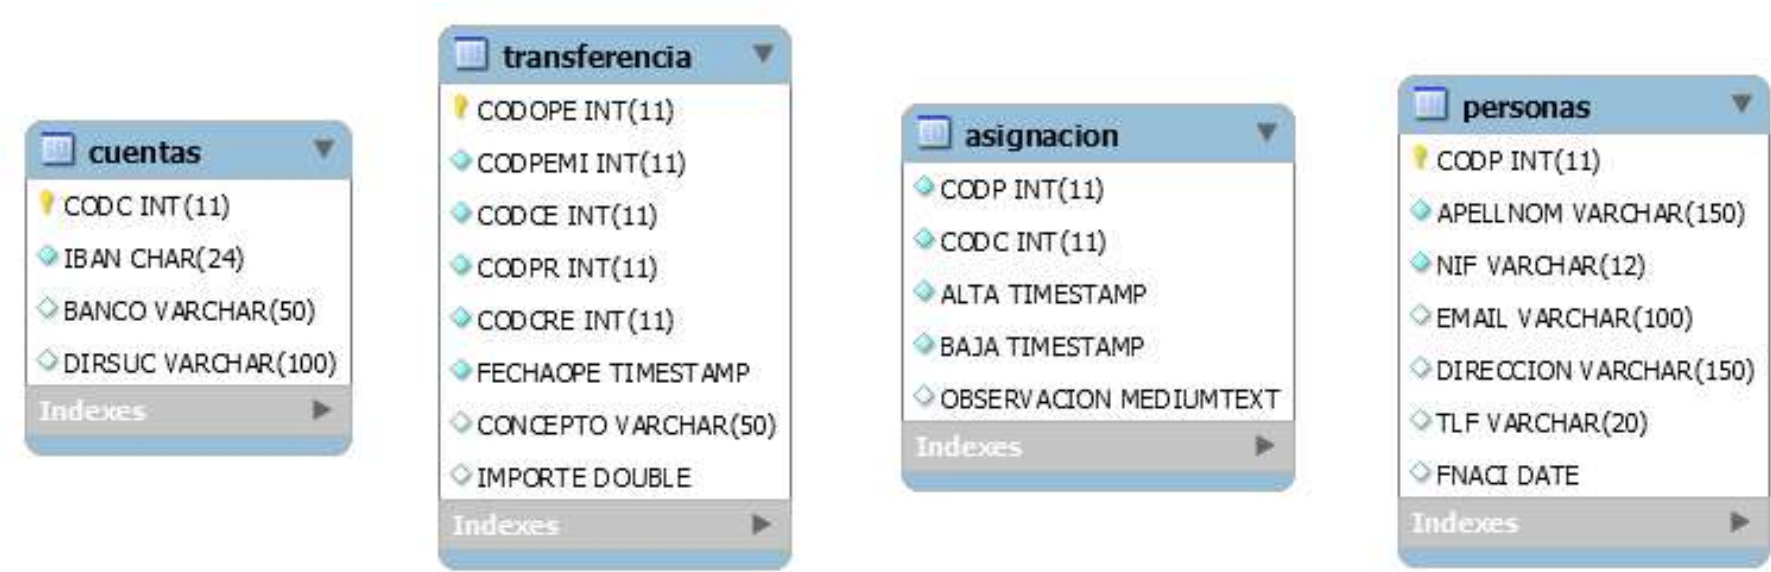 cuentas
CODC INT(11)
IBAN CHAR(24)
BANCO VARCHAR(50)
DIRSUC VARCHAR(100)
Indexes
transferencia
CODOPE INT(11)
CODPEMI INT(11)
CODCE INT(11)
CODPR INT(11)
CODCRE INT(11)
FECHAOPE TIMESTAMP
CONCEPTO VARCHAR(50)
IMPORTE DOUBLE
Indexes
asignacion
CODP INT(11)
CODC INT(11)
ALTA TIMESTAMP
BAJA TIMESTAMP
OBSERVACION MEDIUMTEXT
Indexes
personas
CODP INT(11)
APELLNOM VARCHAR(150)
NIF VARCHAR(12)
EMAIL VARCHAR(100)
DIRECCION VARCHAR(150)
TLF VARCHAR(20)
FNACI DATE
Indexes